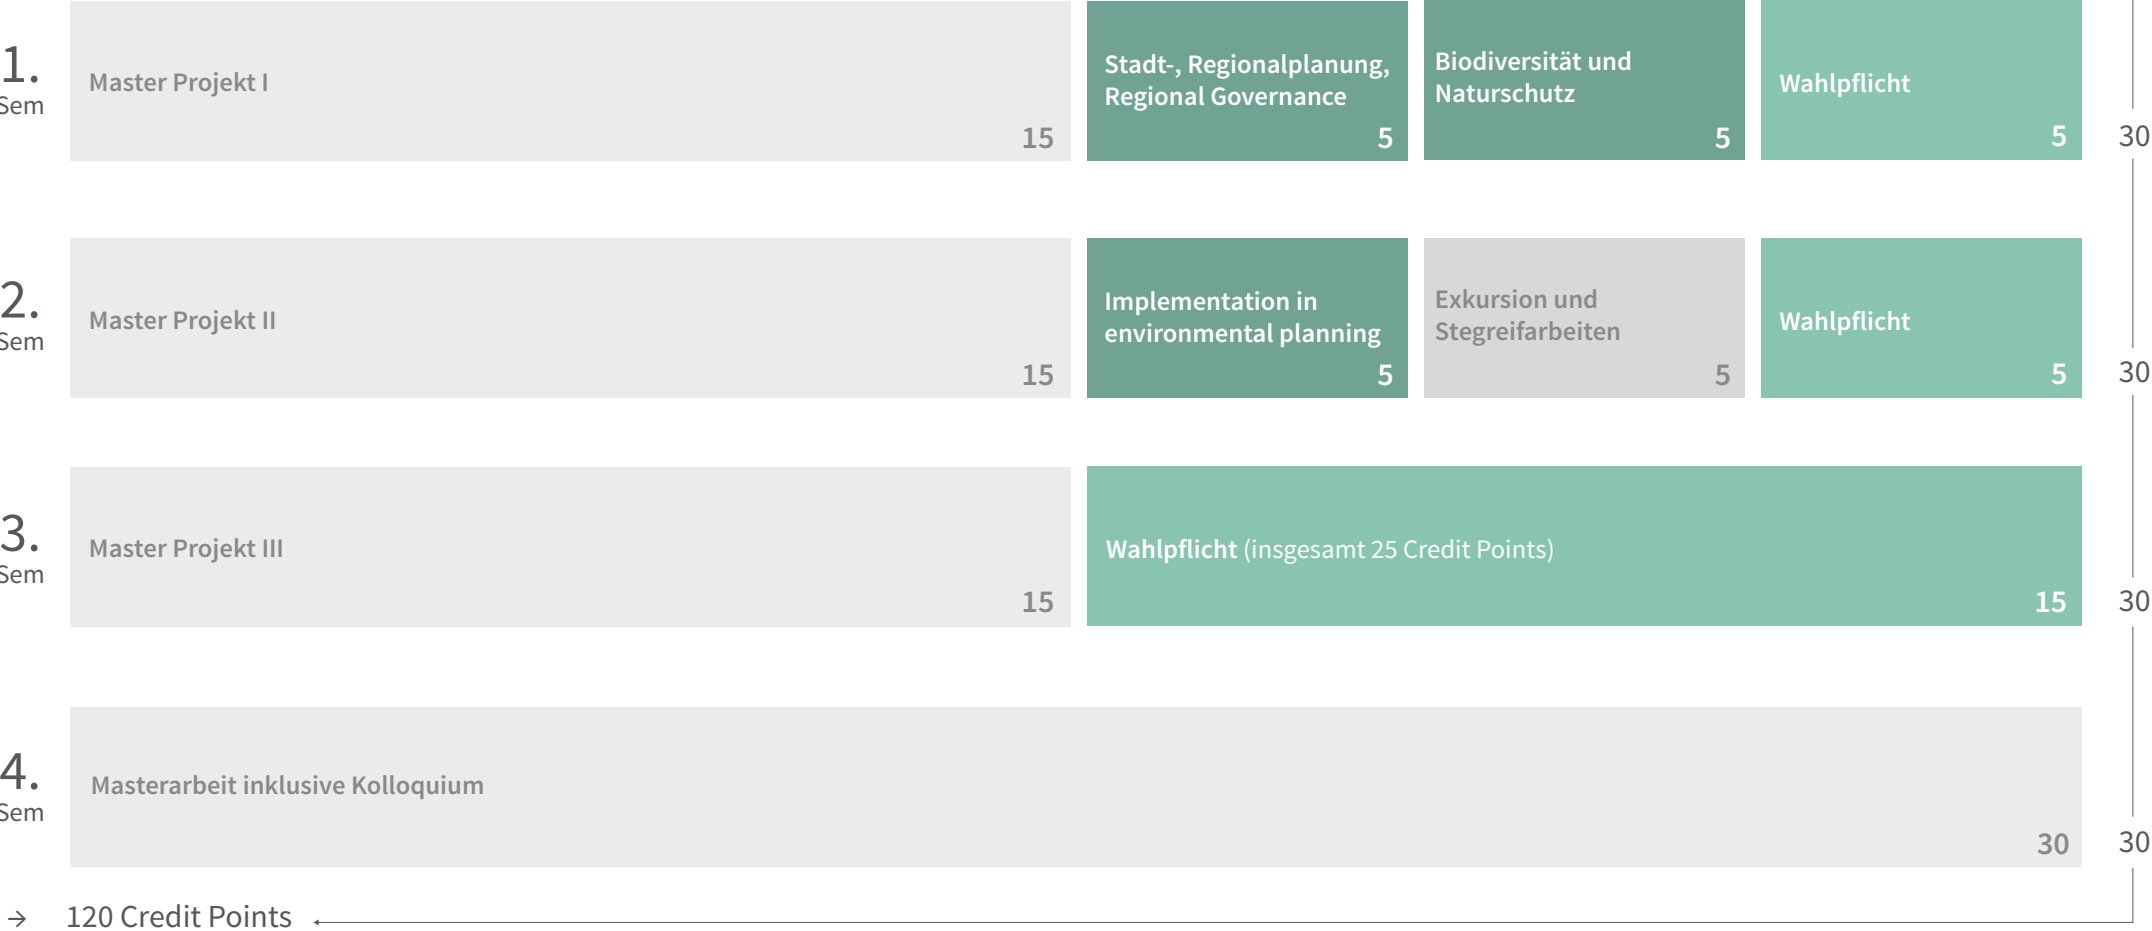 1.
Sem
Master Projekt I
15
Stadt-, Regionalplanung,
Regional Governance
5
Biodiversität und
Naturschutz
5
Wahlpflicht
5
30
2.
Sem
Master Projekt II
15
Implementation in
environmental planning
5
Exkursion und
Stegreifarbeiten
5
Wahlpflicht
5
30
3.
Sem
Master Projekt III
15
Wahlpflicht (insgesamt 25 Credit Points)
15
30
4.
Sem
Masterarbeit inklusive Kolloquium
30
30
→ 120 Credit Points